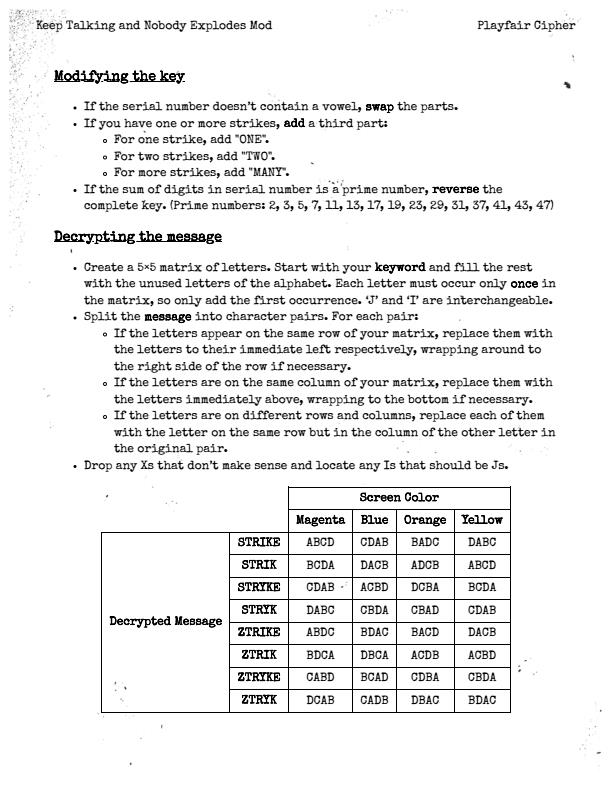 Keep Talking and Nobody Explodes Mod Playfair Cipher
Modifying the key
• If the serial number doesn't contain a vowel, swap the parts.
• If you have one or more strikes, add a third part:
◦ For one strike, add "ONE".
◦ For two strikes, add "TWO".
◦ For more strikes, add "MANY".
• If the sum of digits in serial number is a prime number, reverse the
complete key. (Prime numbers: 2, 3, 5, 7, 11, 13, 17, 19, 23, 29, 31, 37, 41, 43, 47)
Decrypting the message
• Create a 5×5 matrix of letters. Start with your keyword and fill the rest
with the unused letters of the alphabet. Each letter must occur only once in
the matrix, so only add the first occurrence. 'J' and 'I' are interchangeable.
• Split the message into character pairs. For each pair:
◦ If the letters appear on the same row of your matrix, replace them with
the letters to their immediate left respectively, wrapping around to
the right side of the row if necessary.
◦ If the letters are on the same column of your matrix, replace them with
the letters immediately above, wrapping to the bottom if necessary.
◦ If the letters are on different rows and columns, replace each of them
with the letter on the same row but in the column of the other letter in
the original pair.
• Drop any Xs that don't make sense and locate any Is that should be Js.
Screen Color
Magenta Blue Orange Yellow
Decrypted Message
STRIKE ABCD CDAB BADC DABC
STRIK BCDA DACB ADCB ABCD
STRYKE CDAB ACBD DCBA BCDA
STRYK DABC CBDA CBAD CDAB
ZTRIKE ABDC BDAC BACD DACB
ZTRIK BDCA DBCA ACDB ACBD
ZTRYKE CABD BCAD CDBA CBDA
ZTRYK DCAB CADB DBAC BDAC